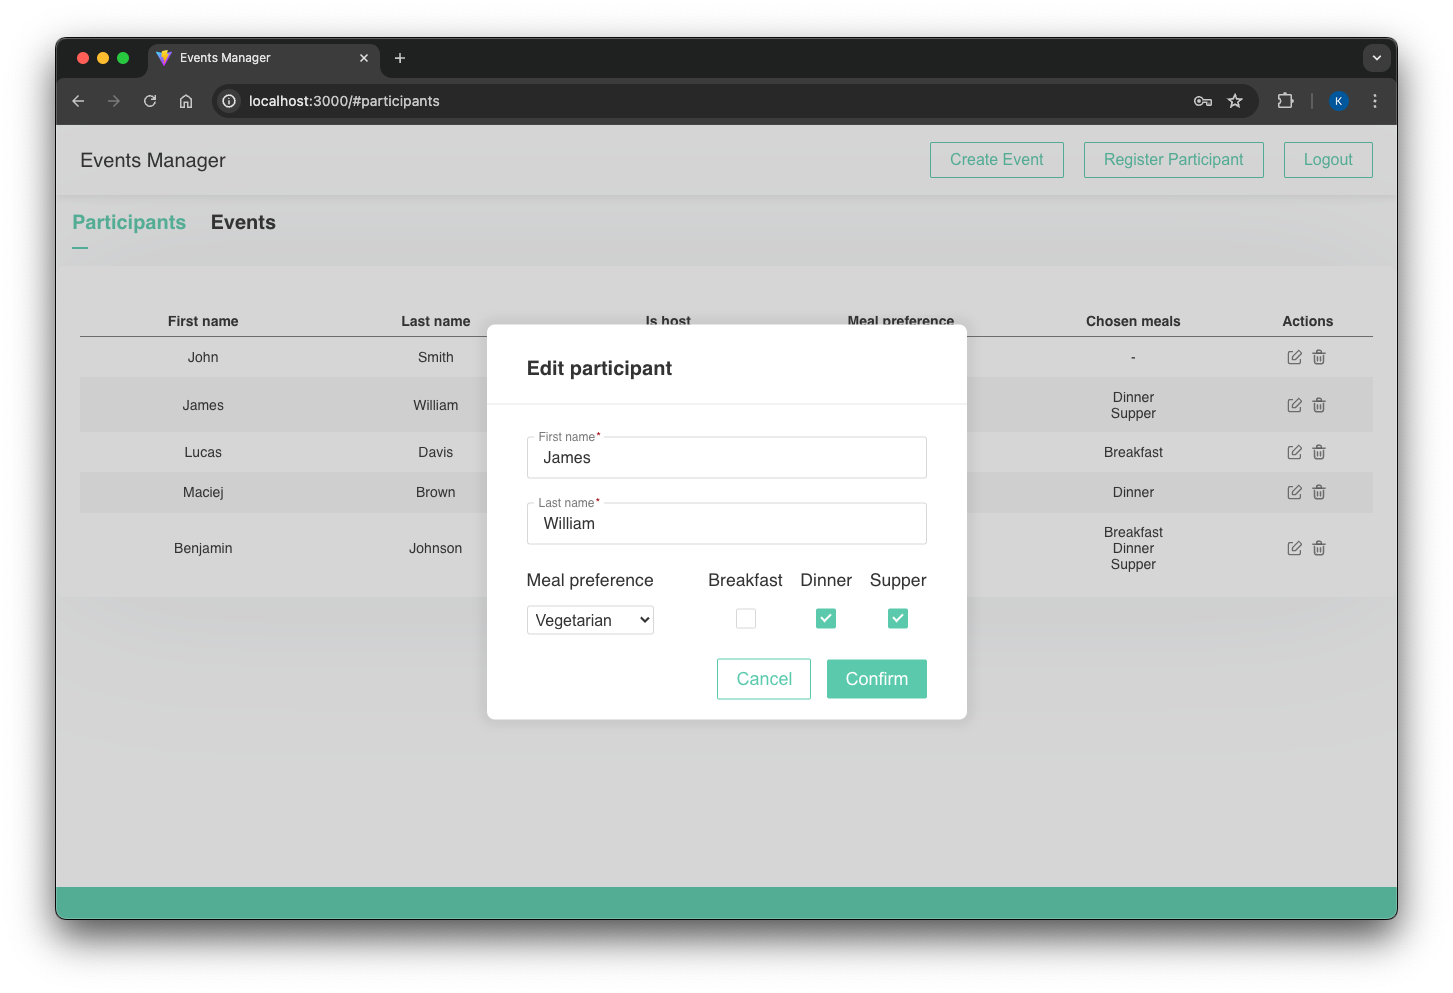 Events Manager
localhost:3000/#participants
K
Events Manager
Create Event
Register Participant
Logout
Participants
Events
First name
Last name
Is host
Meal preference
Chosen meals
Actions
John
Smith
-
James
William
Dinner
Supper
Lucas
Davis
Breakfast
Maciej
Brown
Dinner
Benjamin
Johnson
Breakfast
Dinner
Supper
Edit participant
First name*
James
Last name*
William
Meal preference
Breakfast
Dinner
Supper
Vegetarian
Cancel
Confirm